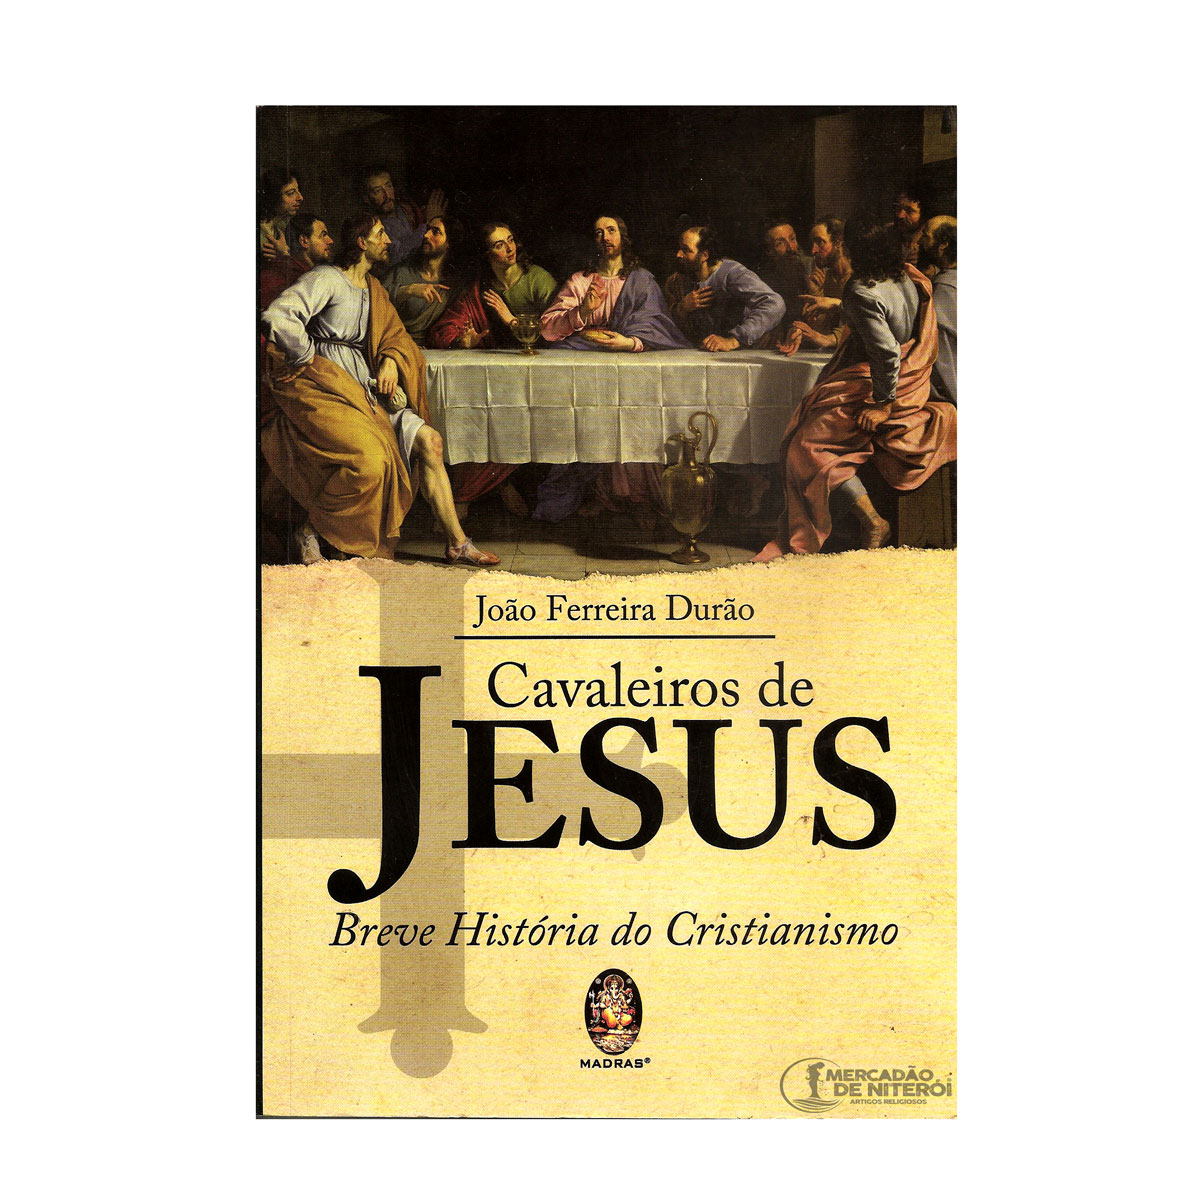 João Ferreira Durão
Cavaleiros de
JESUS
Breve História do Cristianismo
MADRAS®
MERCADÃO
DE NITERÓI
ARTIGOS RELIGIOSOS